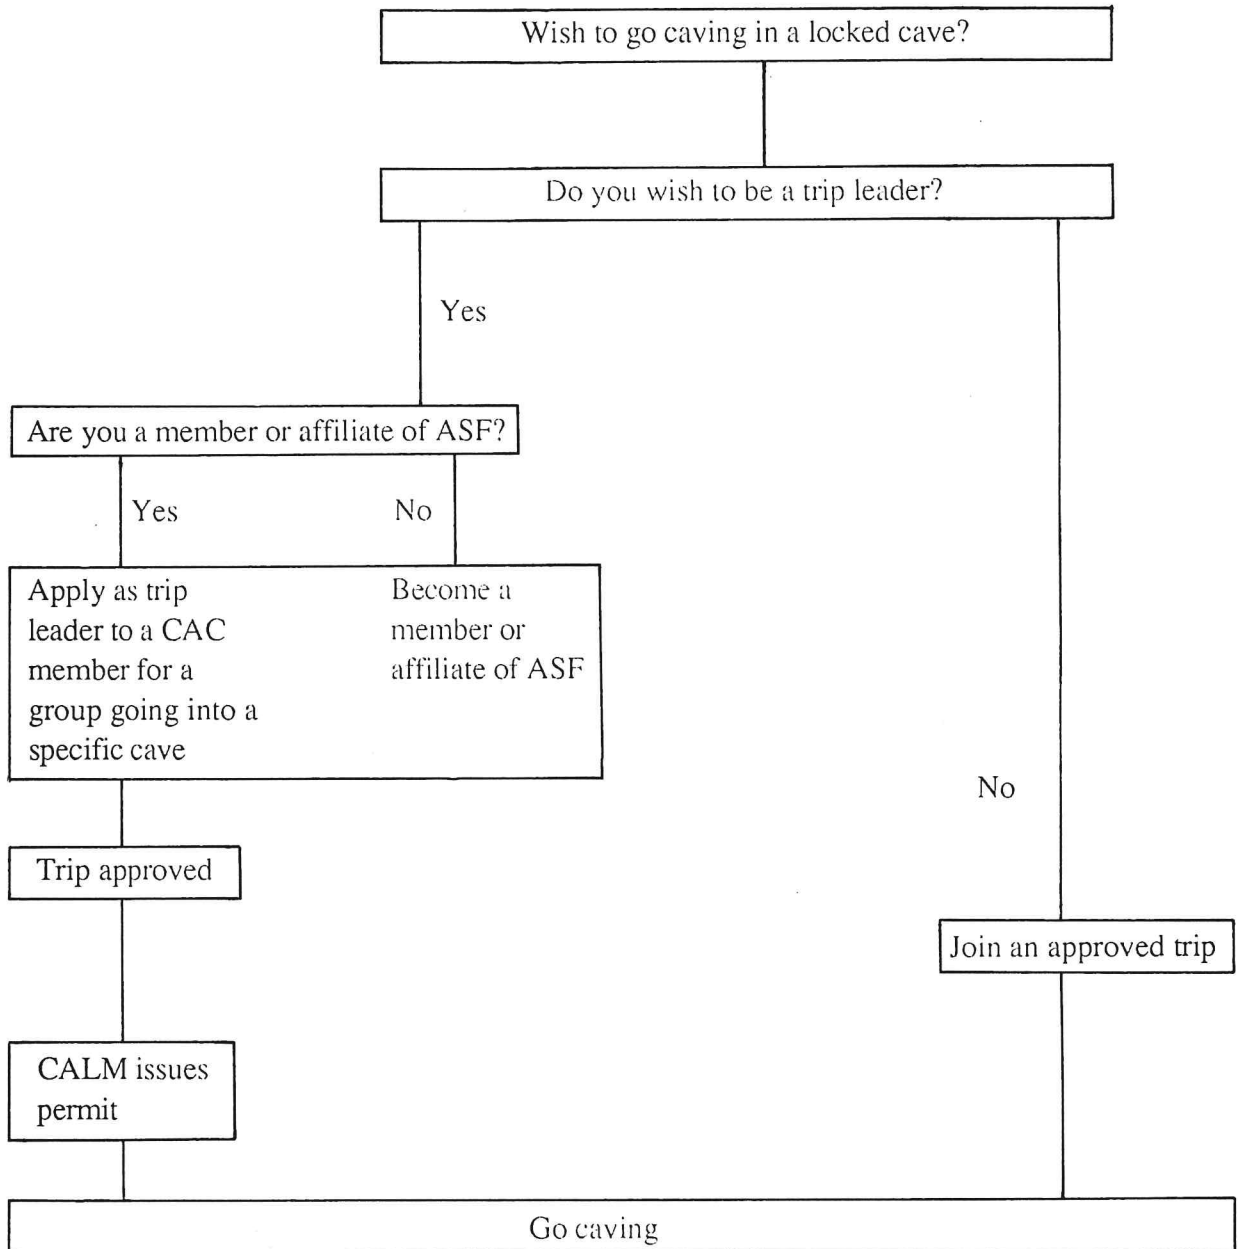 Wish to go caving in a locked cave?
Do you wish to be a trip leader?
Yes
Are you a member or affiliate of ASF?
Yes
No
Apply as trip
leader to a CAC
member for a
group going into a
specific cave
Become a
member or
affiliate of ASF
No
Trip approved
Join an approved trip
CALM issues
permit
Go caving